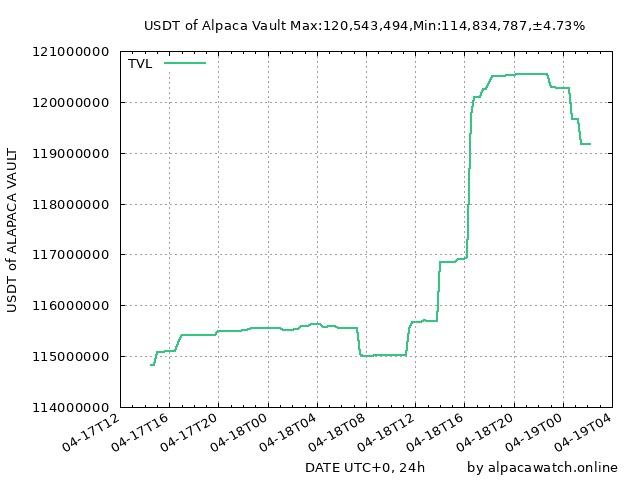 USDT of Alpaca Vault Max:120,543,494,Min:114,834,787,±4.73%
TVL
121000000
120000000
119000000
118000000
117000000
116000000
115000000
114000000
USDT of ALAPACA VAULT
04-17T12
04-17T16
04-17T20
04-18T00
04-18T04
04-18T08
04-18T12
04-18T16
04-18T20
04-19T00
04-19T04
DATE UTC+0, 24h
by alpacawatch.online